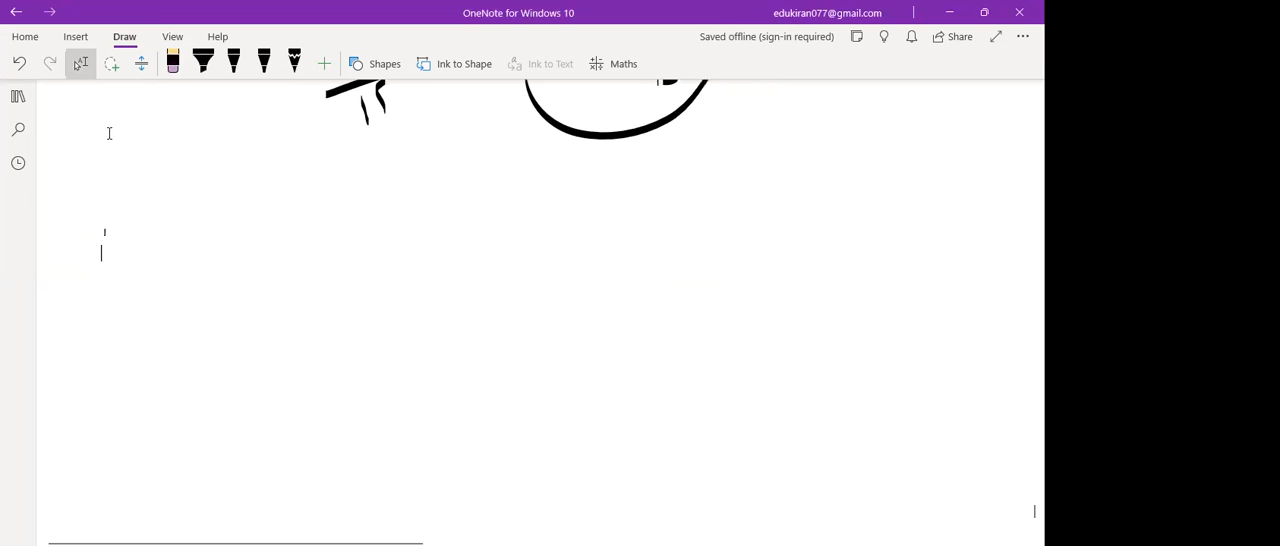 OneNote for Windows 10
edukiran077@gmail.com
Home
Insert
Draw
View
Help
Saved offline (sign-in required)
Share
Shapes
Ink to Shape
Ink to Text
Maths